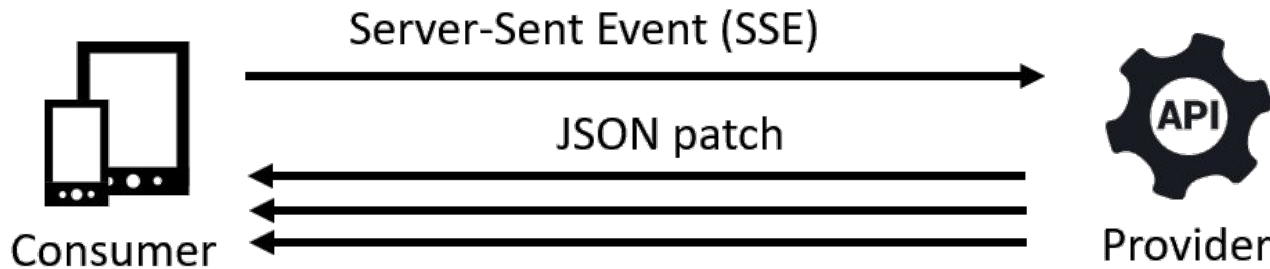 Server-Sent Event (SSE)
JSON patch
API
Consumer
Provider